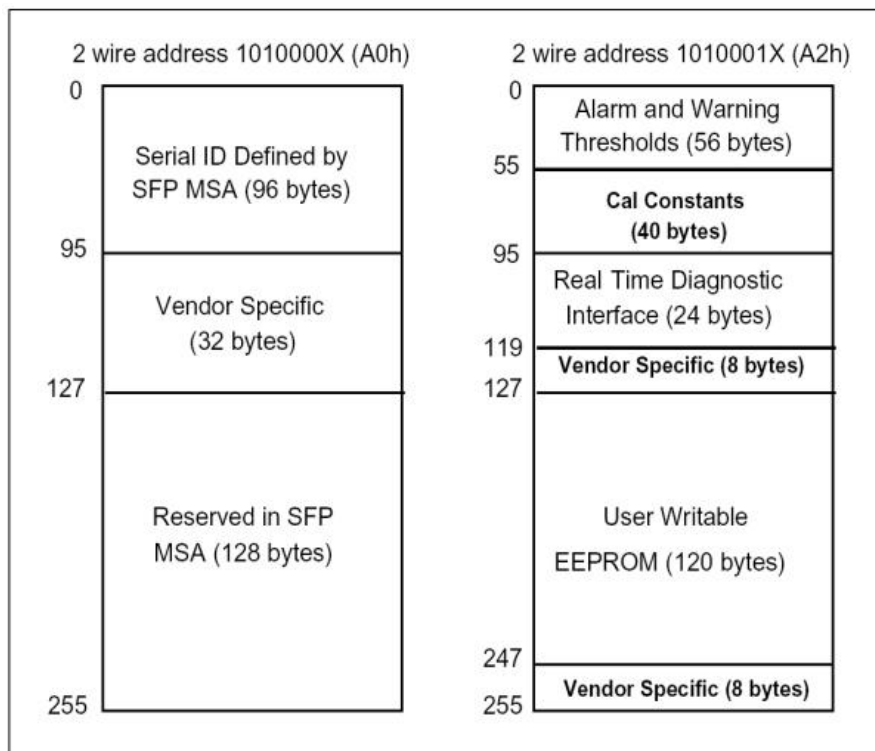 2 wire address 1010000X (A0h)
0
Serial ID Defined by
SFP MSA (96 bytes)
95
Vendor Specific
(32 bytes)
127
Reserved in SFP
MSA (128 bytes)
255
2 wire address 1010001X (A2h)
0
Alarm and Warning
Thresholds (56 bytes)
55
Cal Constants
(40 bytes)
95
Real Time Diagnostic
Interface (24 bytes)
119
Vendor Specific (8 bytes)
127
User Writable
EEPROM (120 bytes)
247
Vendor Specific (8 bytes)
255